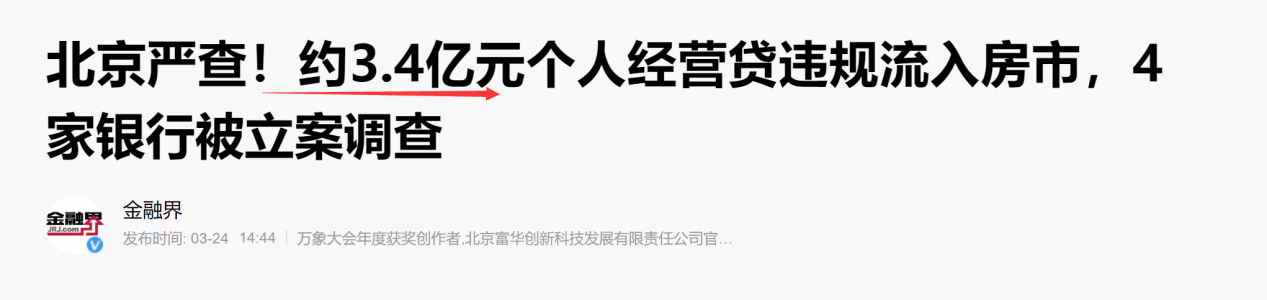 北京严查！约3.4亿元个人经营贷违规流入房市，4
家银行被立案调查
金融界
金融界
JRJ.com
发布时间: 03-24 14:44
万象大会年度获奖创作者,北京富华创新科技发展有限责任公司官…